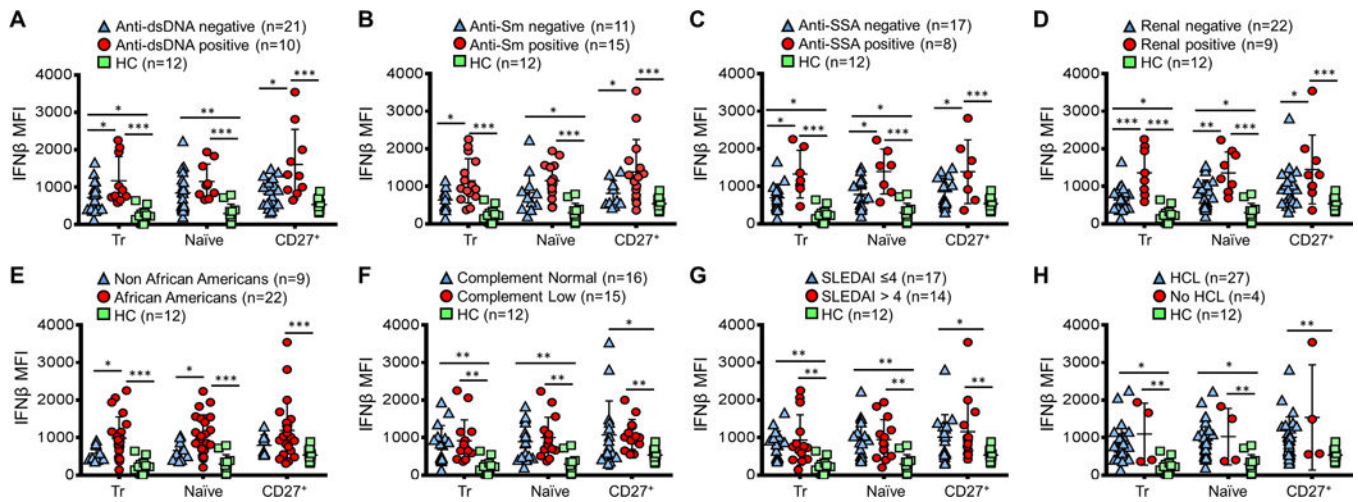 A
Anti-dsDNA negative (n=21)
Anti-dsDNA positive (n=10)
HC (n=12)
IFNβ MFI
4000
3000
2000
1000
0
* * *** ** *** * ***
Tr Naïve CD27⁺
B
Anti-Sm negative (n=11)
Anti-Sm positive (n=15)
HC (n=12)
4000
3000
2000
1000
0
* *** * *** * ***
Tr Naïve CD27⁺
C
Anti-SSA negative (n=17)
Anti-SSA positive (n=8)
HC (n=12)
4000
3000
2000
1000
0
* * *** * * *** * ***
Tr Naïve CD27⁺
D
Renal negative (n=22)
Renal positive (n=9)
HC (n=12)
4000
3000
2000
1000
0
* *** *** * ** *** * ***
Tr Naïve CD27⁺
E
Non African Americans (n=9)
African Americans (n=22)
HC (n=12)
IFNβ MFI
4000
3000
2000
1000
0
* *** * *** ***
Tr Naïve CD27⁺
F
Complement Normal (n=16)
Complement Low (n=15)
HC (n=12)
4000
3000
2000
1000
0
** ** ** ** * **
Tr Naïve CD27⁺
G
SLEDAI ≤4 (n=17)
SLEDAI > 4 (n=14)
HC (n=12)
4000
3000
2000
1000
0
** ** ** ** * **
Tr Naïve CD27⁺
H
HCL (n=27)
No HCL (n=4)
HC (n=12)
4000
3000
2000
1000
0
* ** * ** **
Tr Naïve CD27⁺